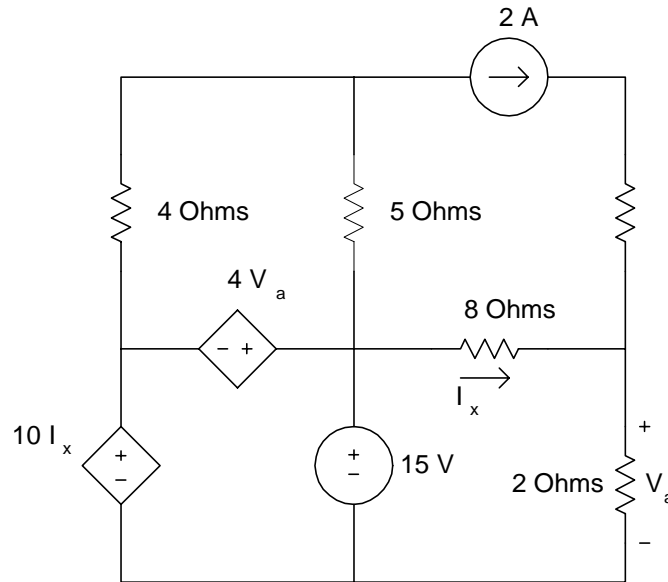 2 A
4 Ohms
5 Ohms
4 V a
8 Ohms
I x
10 I x
+
−
− +
+
−
15 V
2 Ohms
+
V a
−